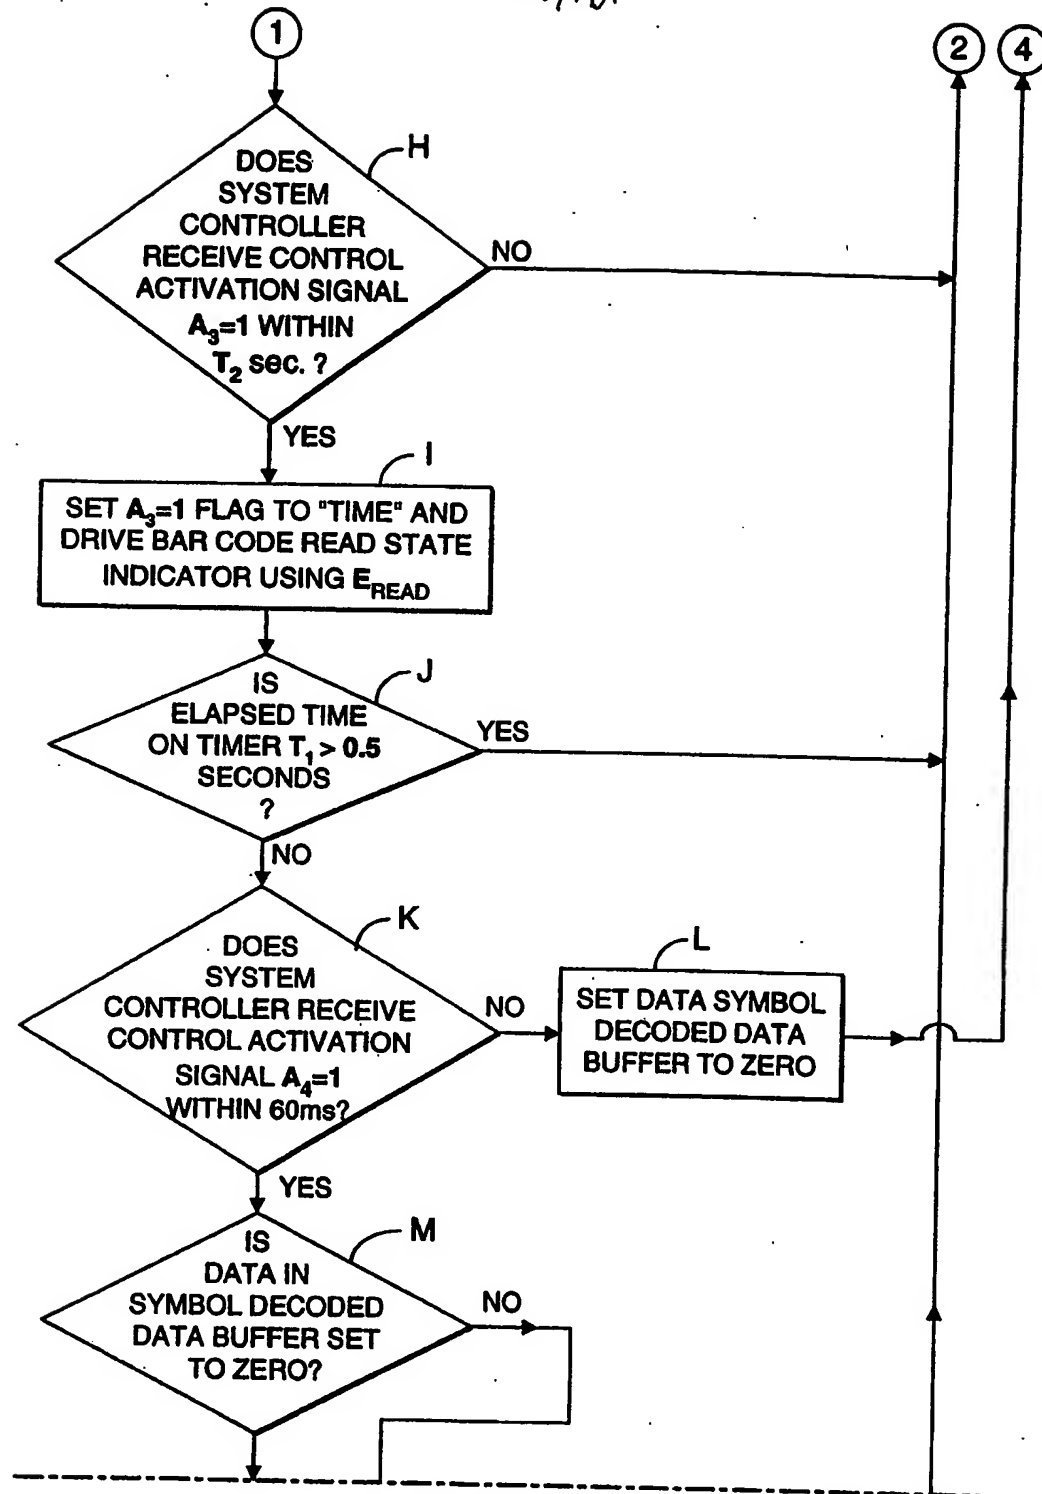 1
2
4
H
DOES
SYSTEM
CONTROLLER
RECEIVE CONTROL
ACTIVATION SIGNAL
A3=1 WITHIN
T2 sec. ?
NO
YES
I
SET A3=1 FLAG TO "TIME" AND
DRIVE BAR CODE READ STATE
INDICATOR USING EREAD
J
IS
ELAPSED TIME
ON TIMER T1 > 0.5
SECONDS
?
YES
NO
K
DOES
SYSTEM
CONTROLLER RECEIVE
CONTROL ACTIVATION
SIGNAL A4=1
WITHIN 60ms?
NO
L
SET DATA SYMBOL
DECODED DATA
BUFFER TO ZERO
YES
M
IS
DATA IN
SYMBOL DECODED
DATA BUFFER SET
TO ZERO?
NO